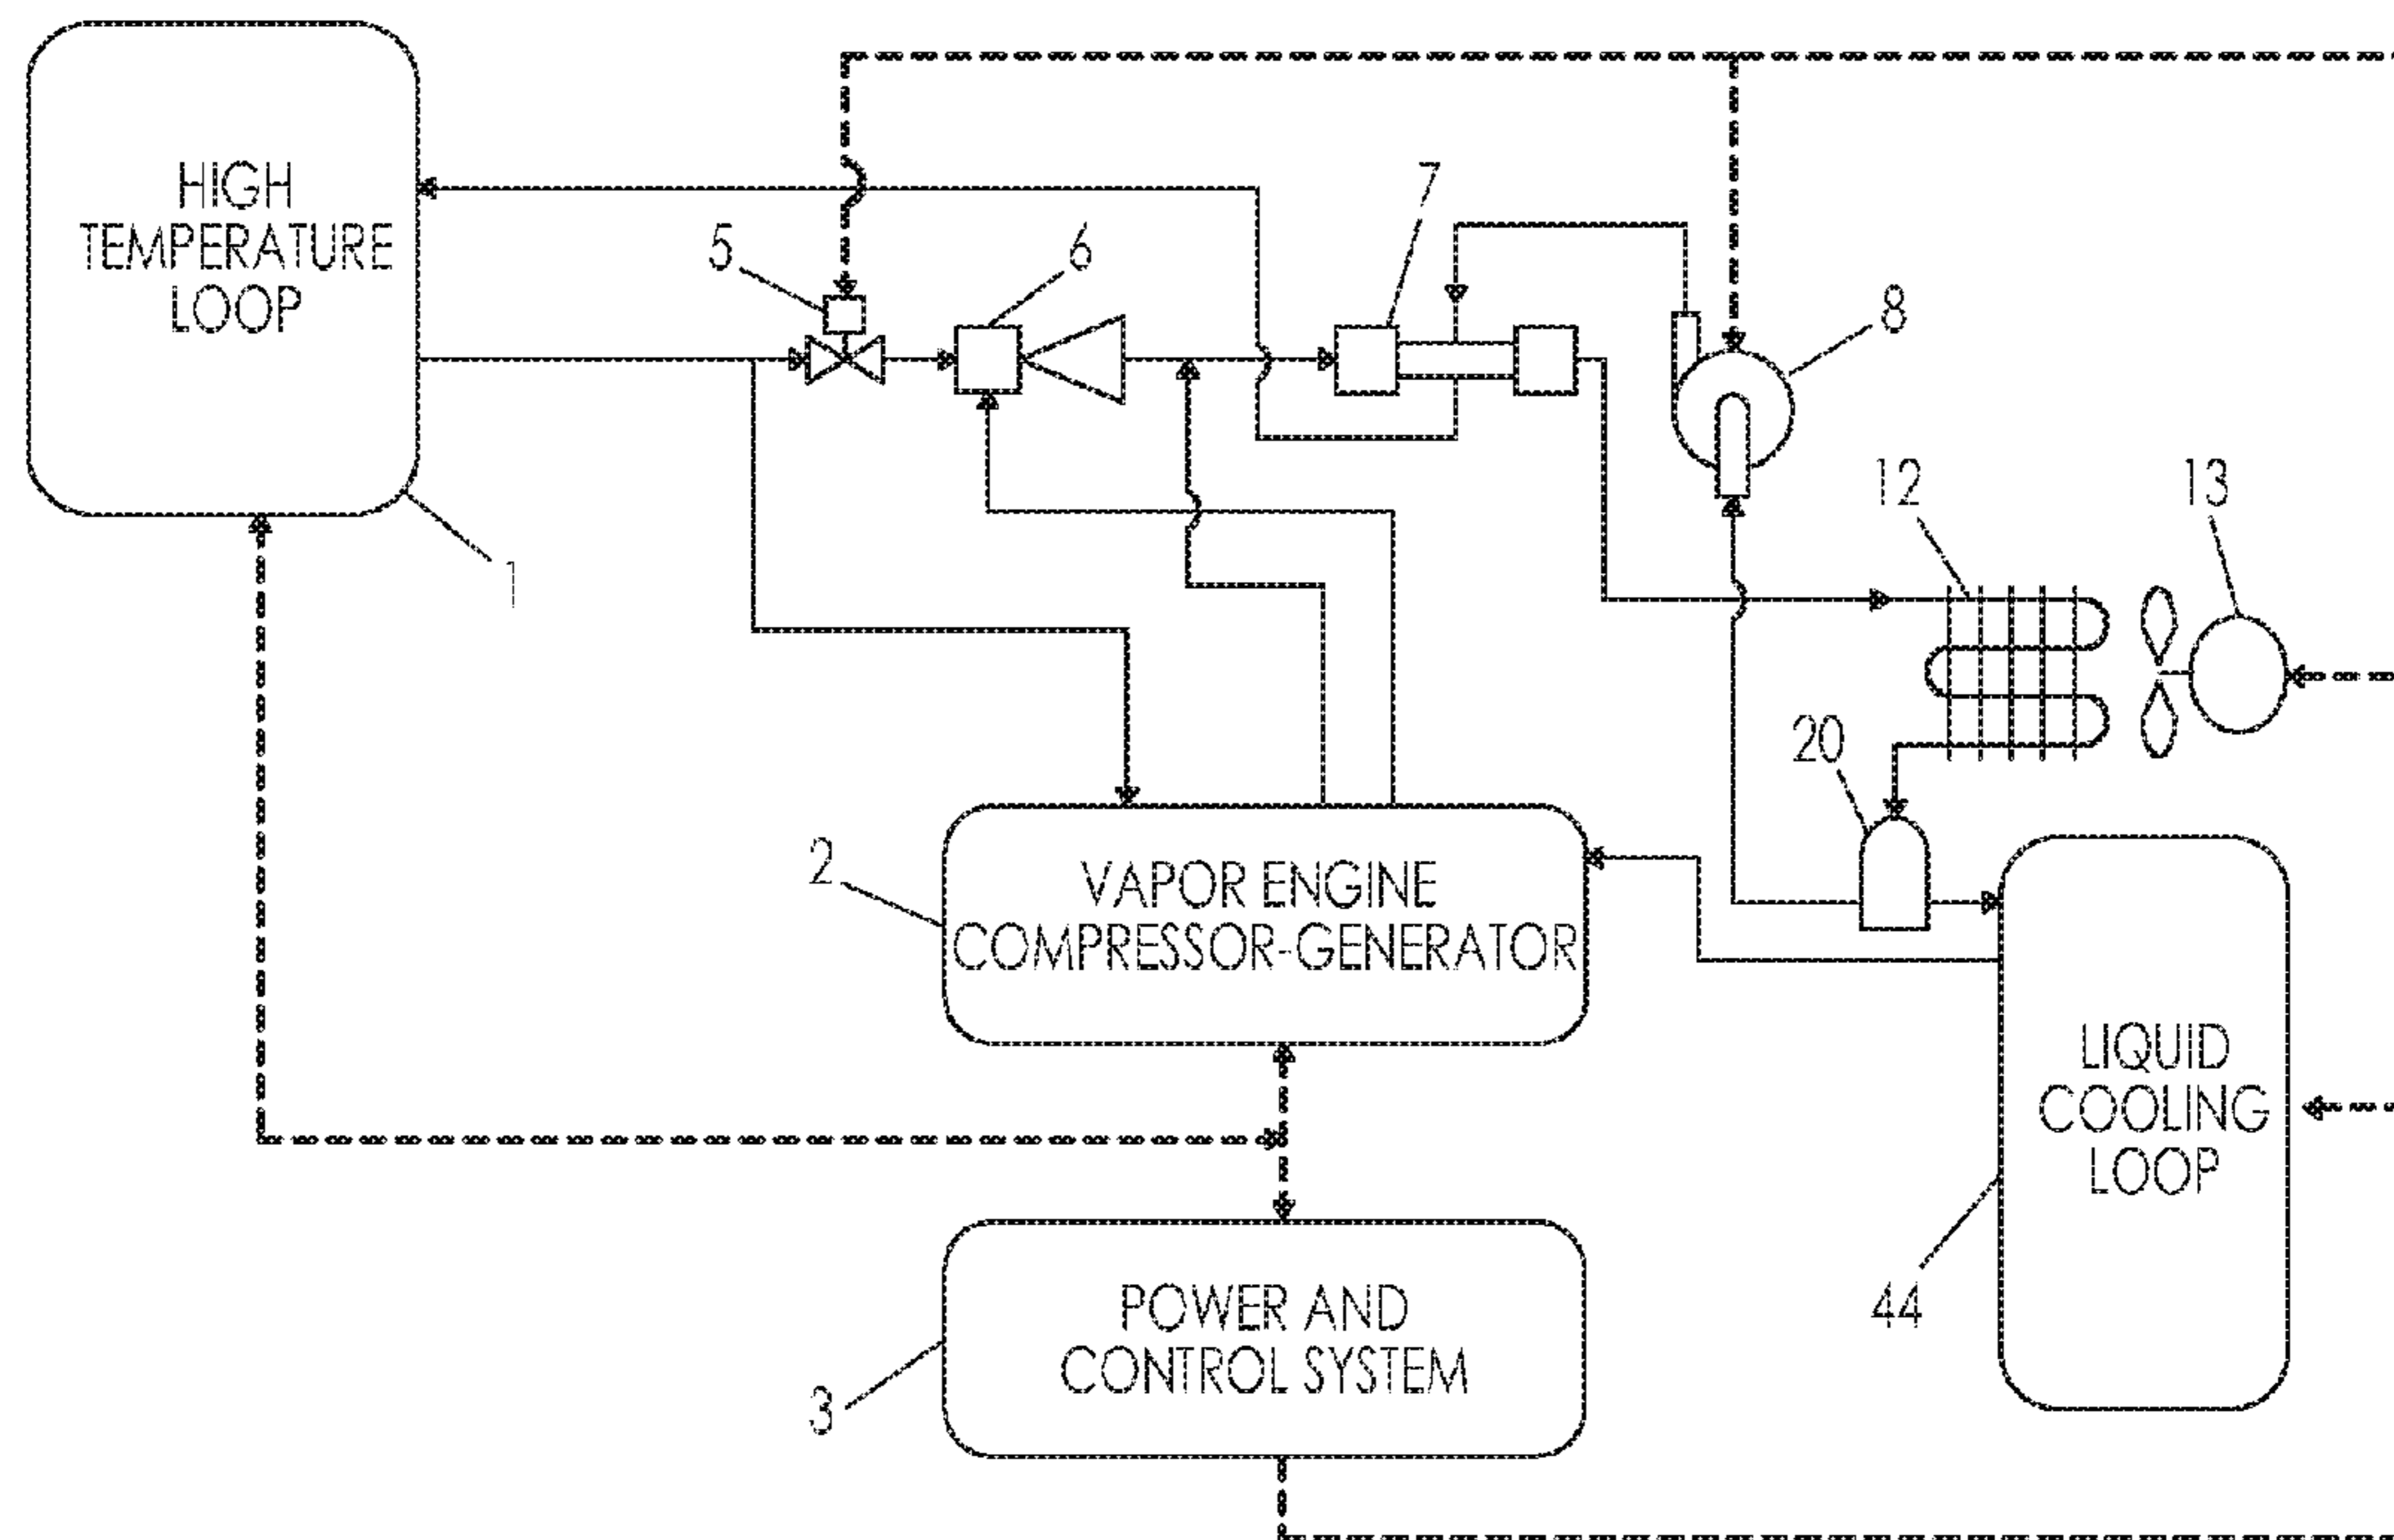 HIGH
TEMPERATURE
LOOP
1
5
6
7
8
12
13
20
2
VAPOR ENGINE
COMPRESSOR-GENERATOR
LIQUID
COOLING
LOOP
44
POWER AND
CONTROL SYSTEM
3